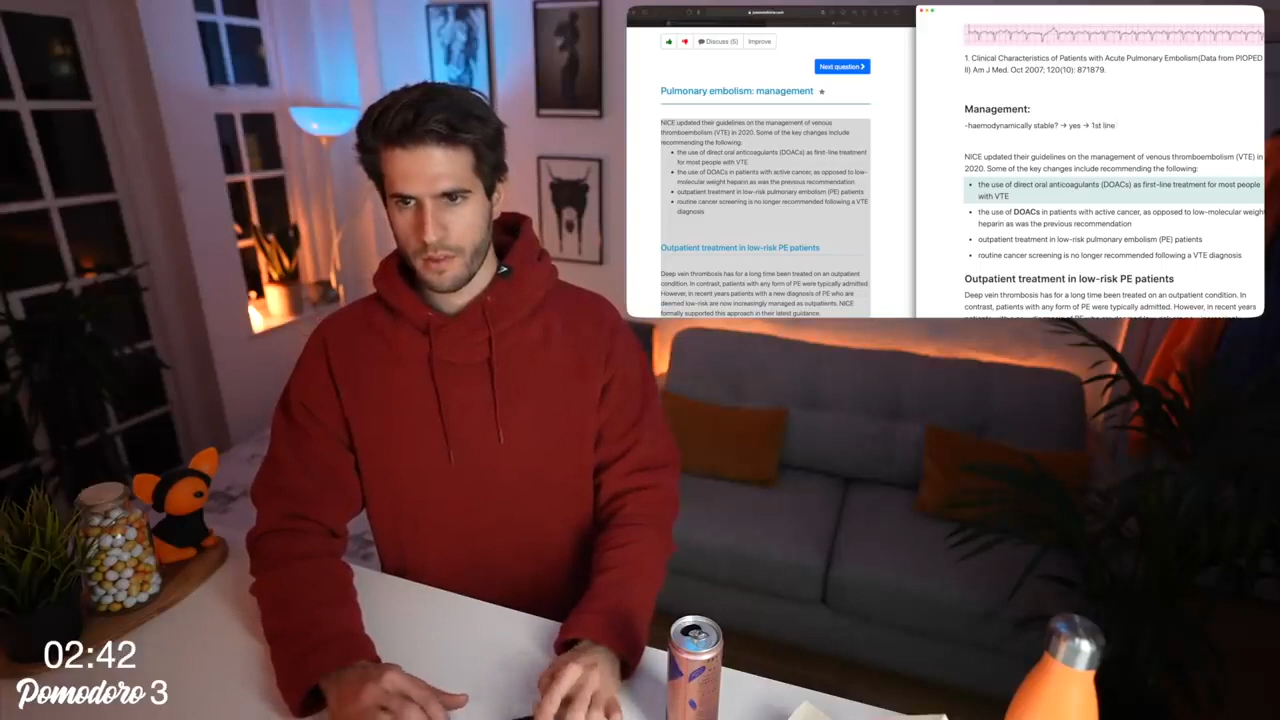 Discuss (5)
Improve
Next question
Pulmonary embolism: management
NICE updated their guidelines on the management of venous
thromboembolism (VTE) in 2020. Some of the key changes include
recommending the following:
• the use of direct oral anticoagulants (DOACs) as first-line treatment
for most people with VTE
• the use of DOACs in patients with active cancer, as opposed to low-
molecular weight heparin as was the previous recommendation
• outpatient treatment in low-risk pulmonary embolism (PE) patients
• routine cancer screening is no longer recommended following a VTE
diagnosis
Outpatient treatment in low-risk PE patients
Deep vein thrombosis has for a long time been treated on an outpatient
condition. In contrast, patients with any form of PE were typically admitted.
However, in recent years patients with a new diagnosis of PE who are
deemed low-risk are now increasingly managed as outpatients. NICE
formally supported this approach in their latest guidance.
1. Clinical Characteristics of Patients with Acute Pulmonary Embolism(Data from PIOPED
II) Am J Med. Oct 2007; 120(10): 871879.
Management:
-haemodynamically stable? → yes → 1st line
NICE updated their guidelines on the management of venous thromboembolism (VTE) in
2020. Some of the key changes include recommending the following:
• the use of direct oral anticoagulants (DOACs) as first-line treatment for most people
with VTE
• the use of DOACs in patients with active cancer, as opposed to low-molecular weight
heparin as was the previous recommendation
• outpatient treatment in low-risk pulmonary embolism (PE) patients
• routine cancer screening is no longer recommended following a VTE diagnosis
Outpatient treatment in low-risk PE patients
Deep vein thrombosis has for a long time been treated on an outpatient condition. In
contrast, patients with any form of PE were typically admitted. However, in recent years
02:42
Pomodoro 3